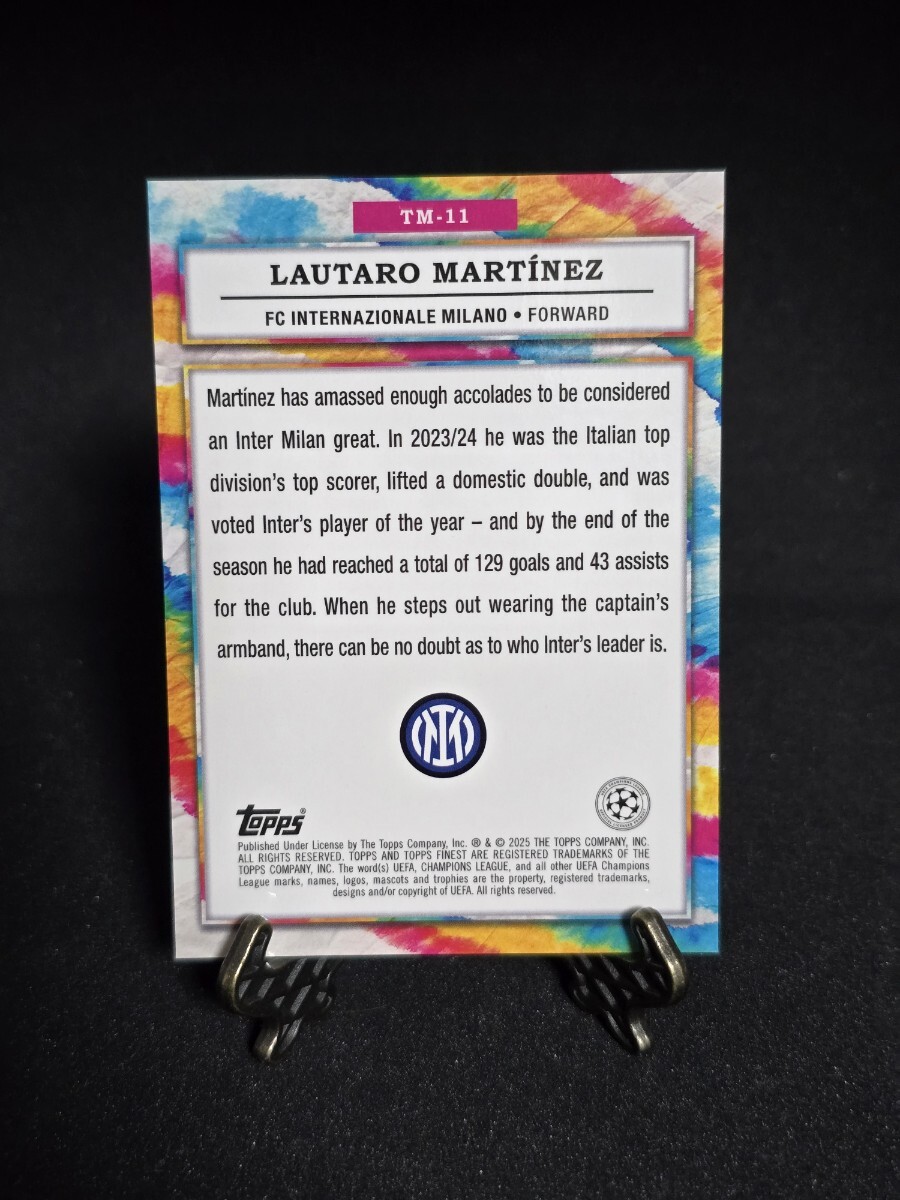 TM-11
LAUTARO MARTÍNEZ
FC INTERNAZIONALE MILANO • FORWARD
Martínez has amassed enough accolades to be considered
an Inter Milan great. In 2023/24 he was the Italian top
division's top scorer, lifted a domestic double, and was
voted Inter's player of the year – and by the end of the
season he had reached a total of 129 goals and 43 assists
for the club. When he steps out wearing the captain's
armband, there can be no doubt as to who Inter's leader is.
IM
Topps®
Published Under License by The Topps Company, Inc. ® & © 2025 THE TOPPS COMPANY, INC.
ALL RIGHTS RESERVED. TOPPS AND TOPPS FINEST ARE REGISTERED TRADEMARKS OF THE
TOPPS COMPANY, INC. The word(s) UEFA, CHAMPIONS LEAGUE, and all other UEFA Champions
League marks, names, logos, mascots and trophies are the property, registered trademarks,
designs and/or copyright of UEFA. All rights reserved.